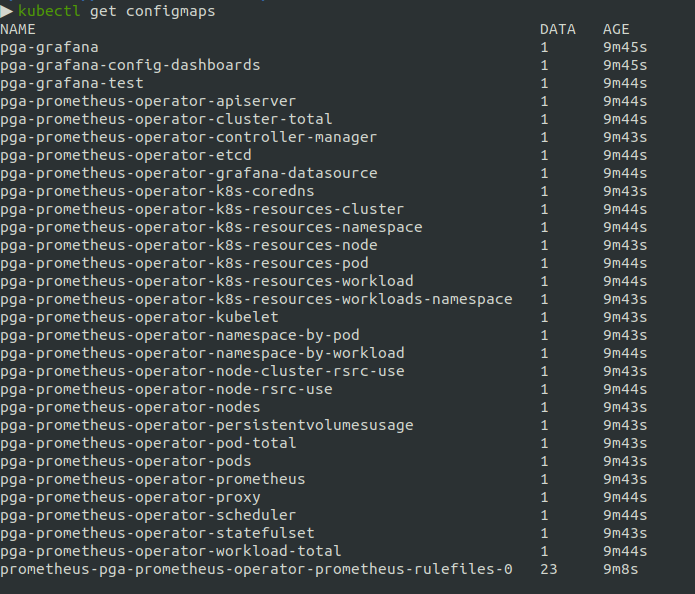 ▶ kubectl get configmaps
NAME DATA AGE
pga-grafana 1 9m45s
pga-grafana-config-dashboards 1 9m45s
pga-grafana-test 1 9m44s
pga-prometheus-operator-apiserver 1 9m44s
pga-prometheus-operator-cluster-total 1 9m44s
pga-prometheus-operator-controller-manager 1 9m43s
pga-prometheus-operator-etcd 1 9m44s
pga-prometheus-operator-grafana-datasource 1 9m44s
pga-prometheus-operator-k8s-coredns 1 9m43s
pga-prometheus-operator-k8s-resources-cluster 1 9m44s
pga-prometheus-operator-k8s-resources-namespace 1 9m44s
pga-prometheus-operator-k8s-resources-node 1 9m43s
pga-prometheus-operator-k8s-resources-pod 1 9m44s
pga-prometheus-operator-k8s-resources-workload 1 9m44s
pga-prometheus-operator-k8s-resources-workloads-namespace 1 9m43s
pga-prometheus-operator-kubelet 1 9m43s
pga-prometheus-operator-namespace-by-pod 1 9m43s
pga-prometheus-operator-namespace-by-workload 1 9m44s
pga-prometheus-operator-node-cluster-rsrc-use 1 9m43s
pga-prometheus-operator-node-rsrc-use 1 9m44s
pga-prometheus-operator-nodes 1 9m43s
pga-prometheus-operator-persistentvolumesusage 1 9m43s
pga-prometheus-operator-pod-total 1 9m43s
pga-prometheus-operator-pods 1 9m43s
pga-prometheus-operator-prometheus 1 9m43s
pga-prometheus-operator-proxy 1 9m44s
pga-prometheus-operator-scheduler 1 9m44s
pga-prometheus-operator-statefulset 1 9m43s
pga-prometheus-operator-workload-total 1 9m44s
prometheus-pga-prometheus-operator-prometheus-rulefiles-0 23 9m8s